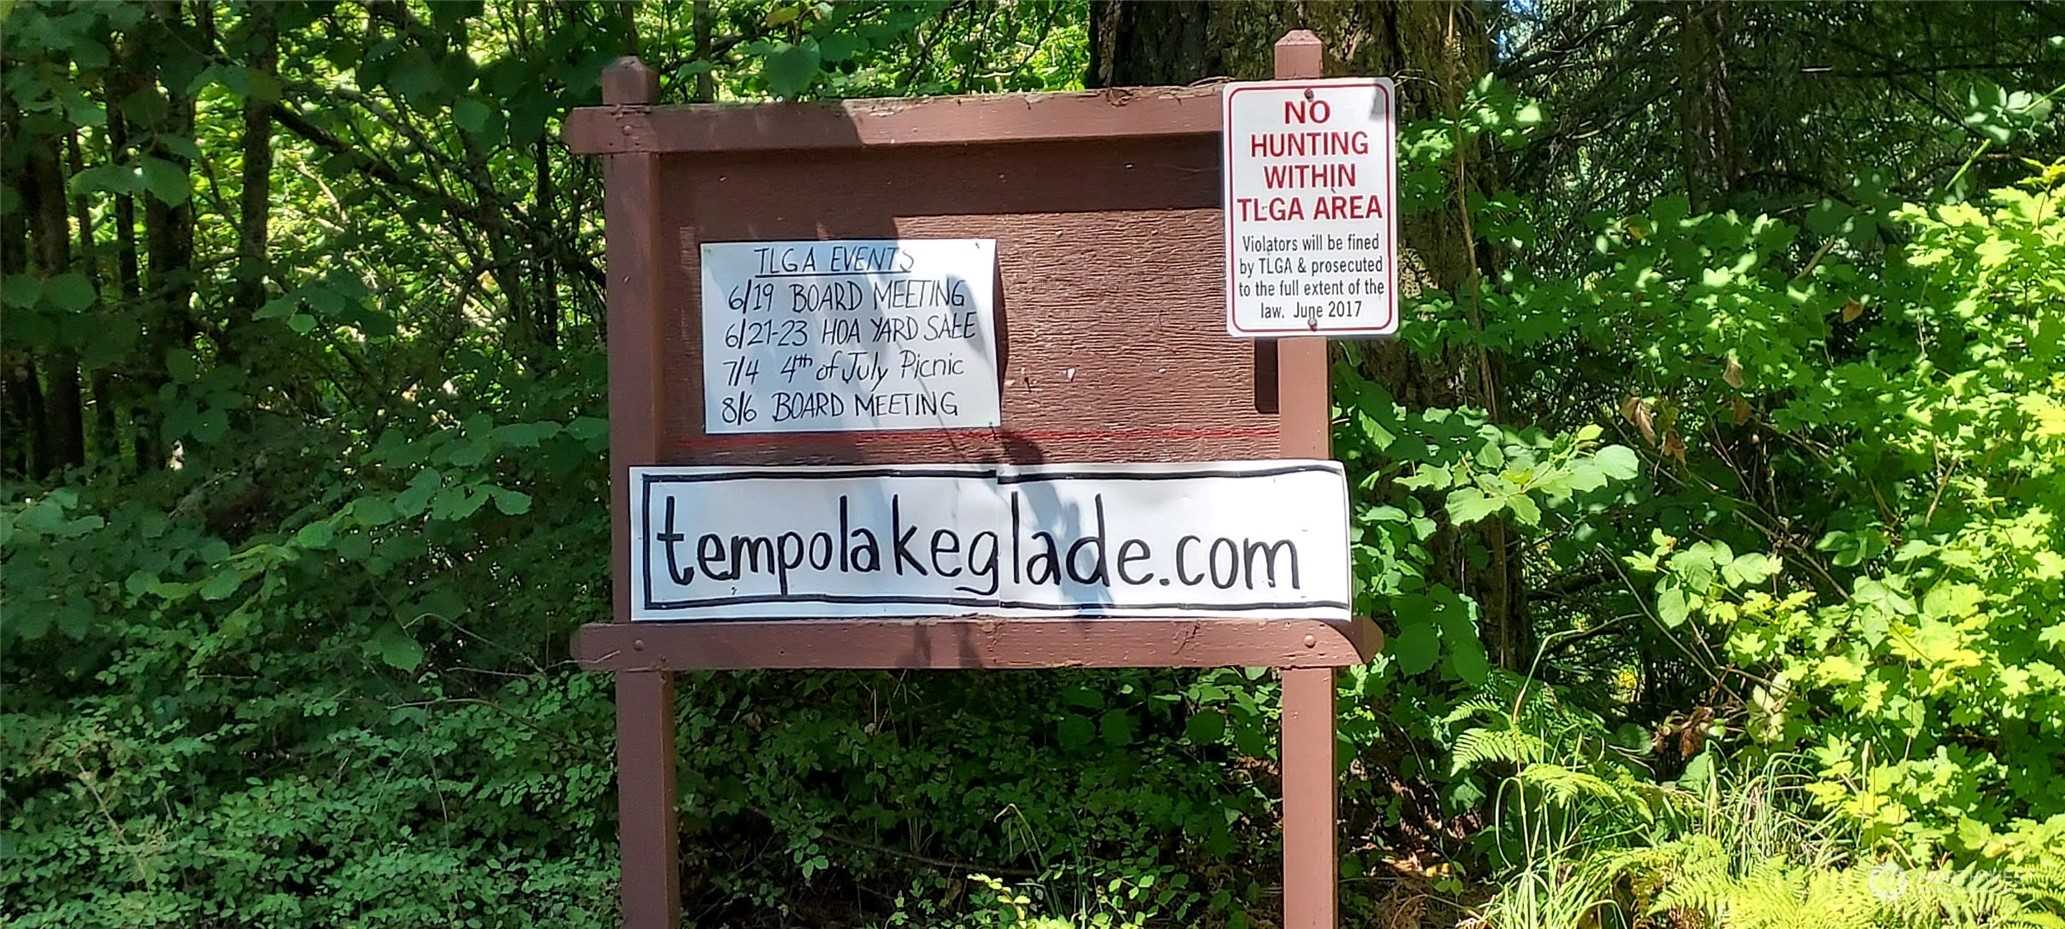 TLGA EVENTS
6/19 BOARD MEETING
6/21-23 HOA YARD SALE
7/4 4th of July Picnic
8/6 BOARD MEETING
NO
HUNTING
WITHIN
TLGA AREA
Violators will be fined
by TLGA & prosecuted
to the full extent of the
law. June 2017
tempolakeglade.com